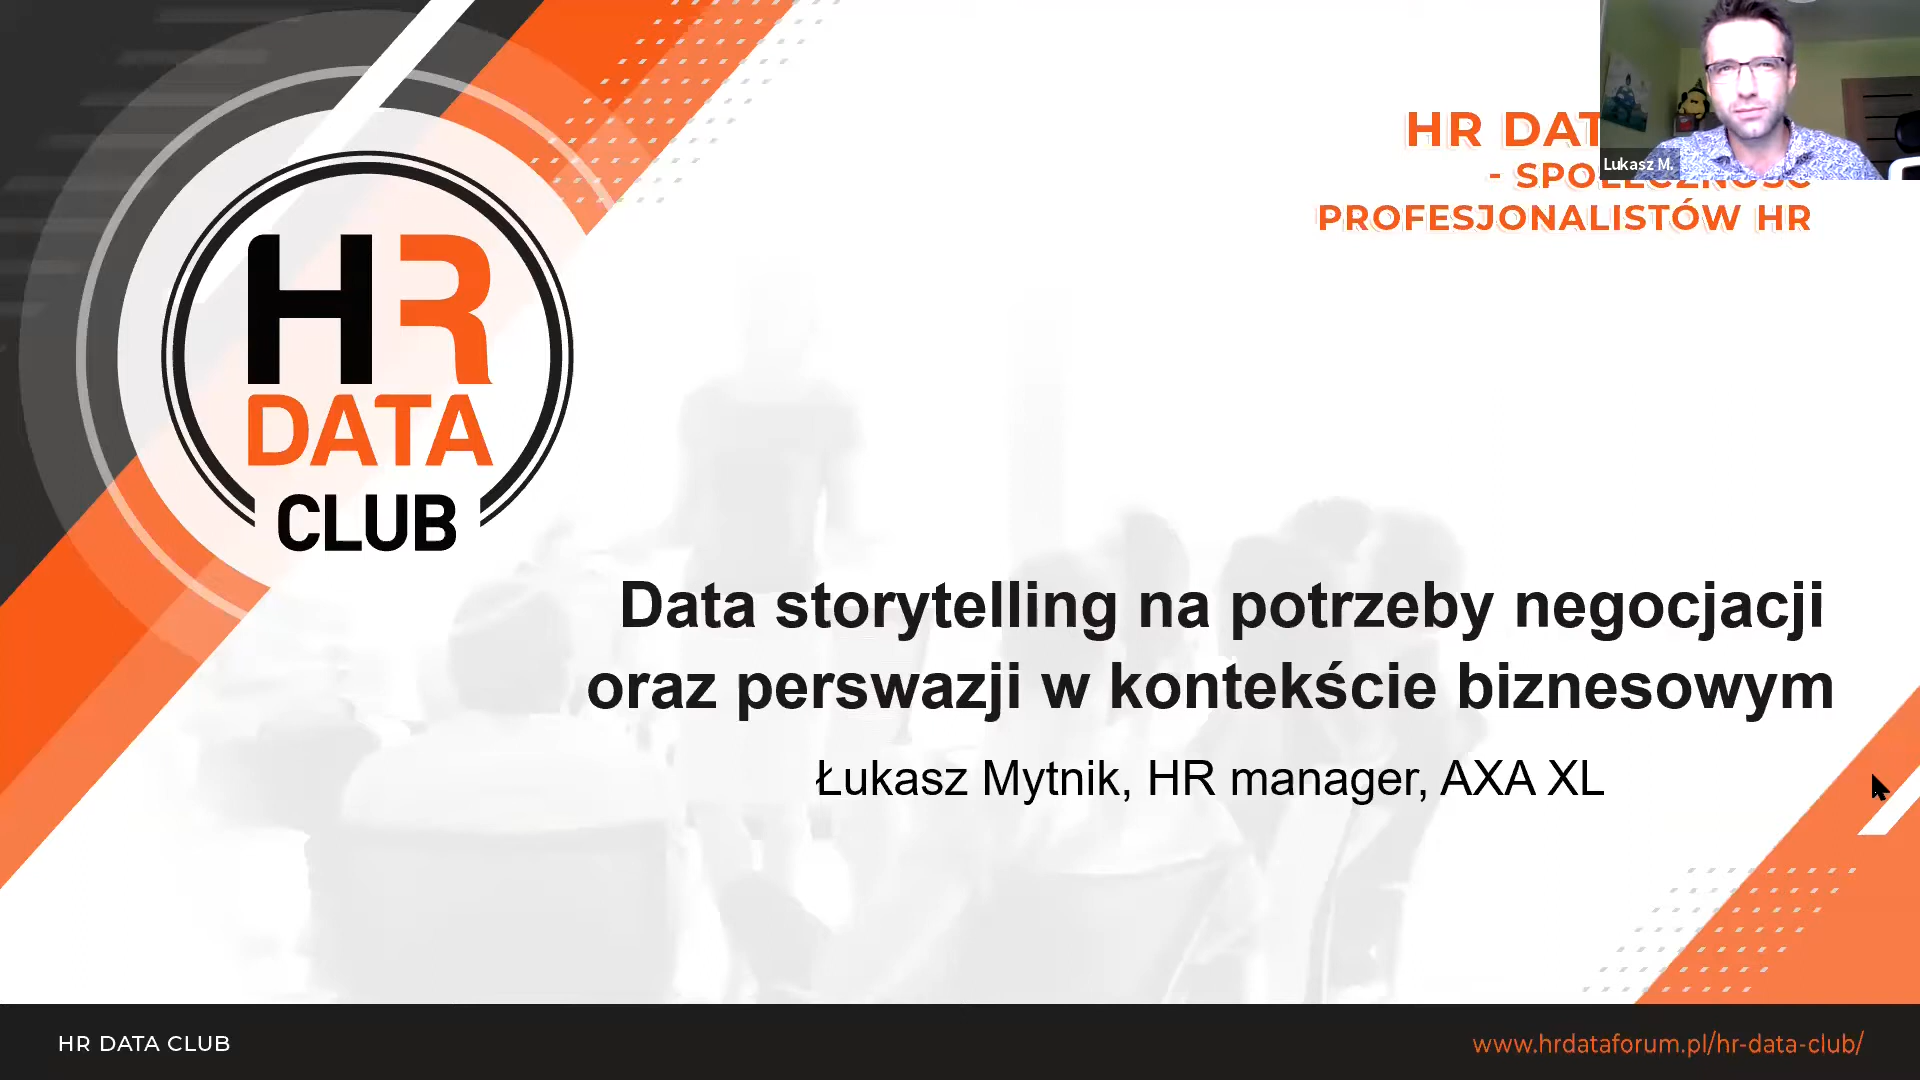 HR DAT
Lukasz M.
- SPOŁECZNOŚĆ
PROFESJONALISTÓW HR
HR
DATA
CLUB
Data storytelling na potrzeby negocjacji
oraz perswazji w kontekście biznesowym
Łukasz Mytnik, HR manager, AXA XL
HR DATA CLUB
www.hrdataforum.pl/hr-data-club/